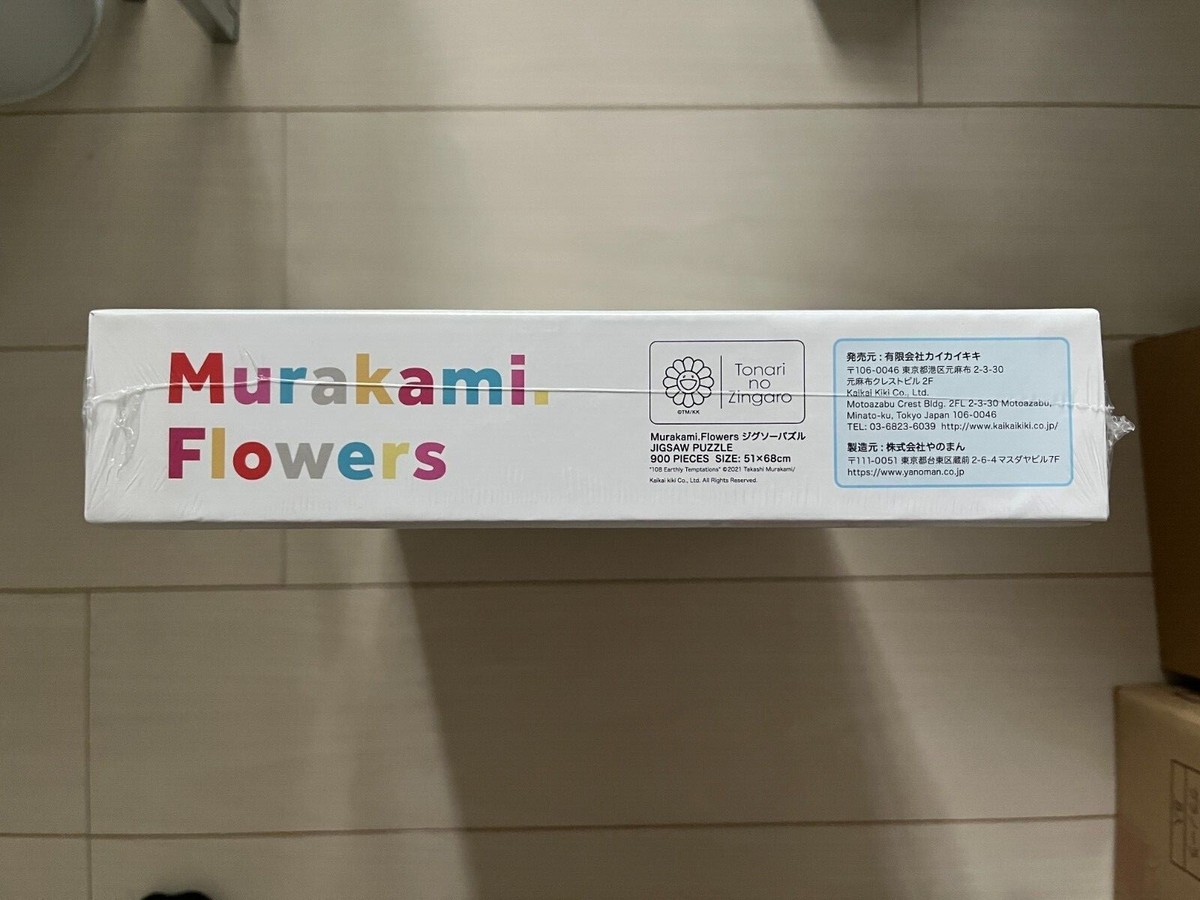 Murakami.
Flowers
Tonari
no
Zingaro
©TM/KK
Murakami.Flowers ジグソーパズル
JIGSAW PUZZLE
900 PIECES SIZE: 51×68cm
"108 Earthly Temptations" ©2021 Takashi Murakami/
Kaikai kiki Co., Ltd. All Rights Reserved.
発売元 : 有限会社カイカイキキ
〒106-0046 東京都港区元麻布 2-3-30
元麻布クレストビル 2F
Kaikai Kiki Co., Ltd.
Motoazabu Crest Bldg. 2FL 2-3-30 Motoazabu,
Minato-ku, Tokyo Japan 106-0046
TEL: 03-6823-6039 http://www.kaikaikiki.co.jp/
製造元 : 株式会社やのまん
〒111-0051 東京都台東区蔵前 2-6-4 マスダヤビル7F
https://www.yanoman.co.jp